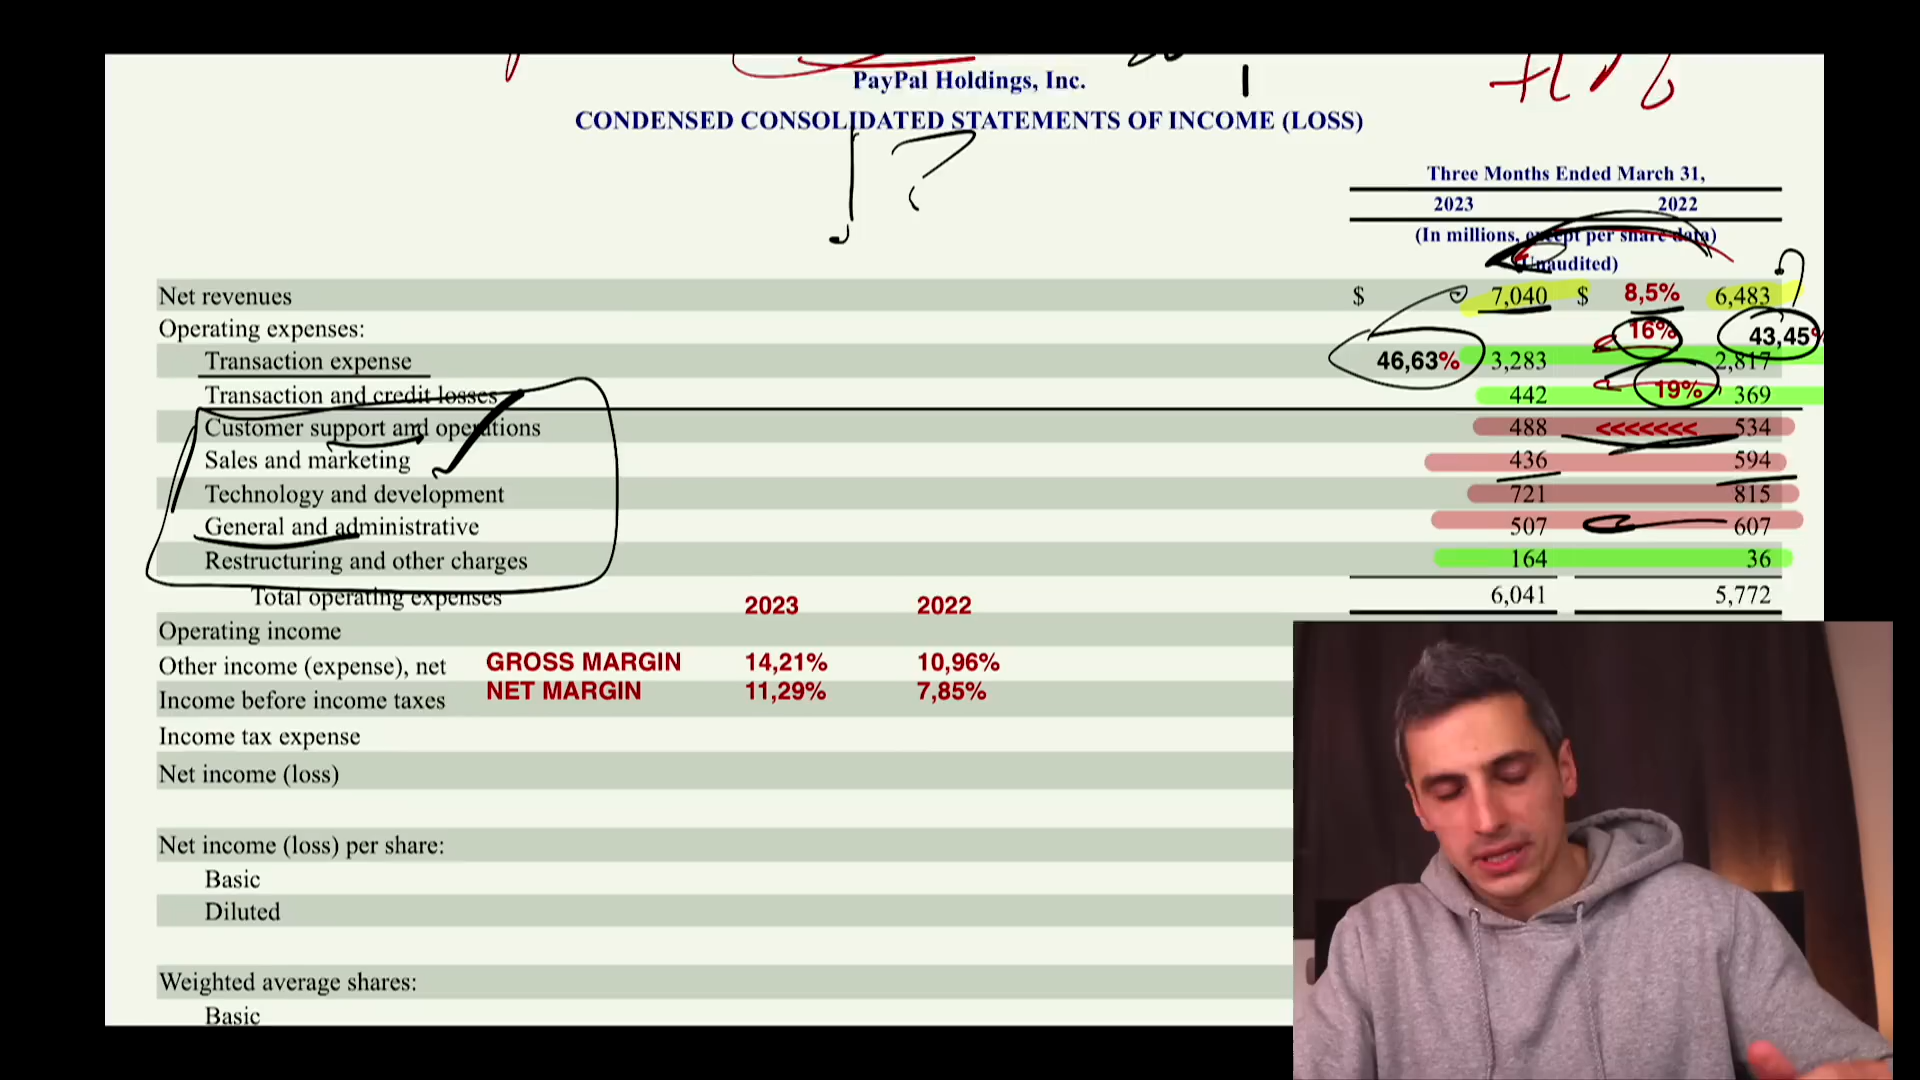 PayPal Holdings, Inc.
CONDENSED CONSOLIDATED STATEMENTS OF INCOME (LOSS)
Three Months Ended March 31,
2023 2022
(In millions, except per share data)
(Unaudited)
Net revenues $ 7,040 $ 8,5% 6,483
Operating expenses: 16% 43,45%
Transaction expense 46,63% 3,283 2,817
Transaction and credit losses 442 19% 369
Customer support and operations 488 <<<<<<< 534
Sales and marketing 436 594
Technology and development 721 815
General and administrative 507 607
Restructuring and other charges 164 36
Total operating expenses 6,041 5,772
2023 2022
Operating income
Other income (expense), net GROSS MARGIN 14,21% 10,96%
Income before income taxes NET MARGIN 11,29% 7,85%
Income tax expense
Net income (loss)
Net income (loss) per share:
Basic
Diluted
Weighted average shares:
Basic